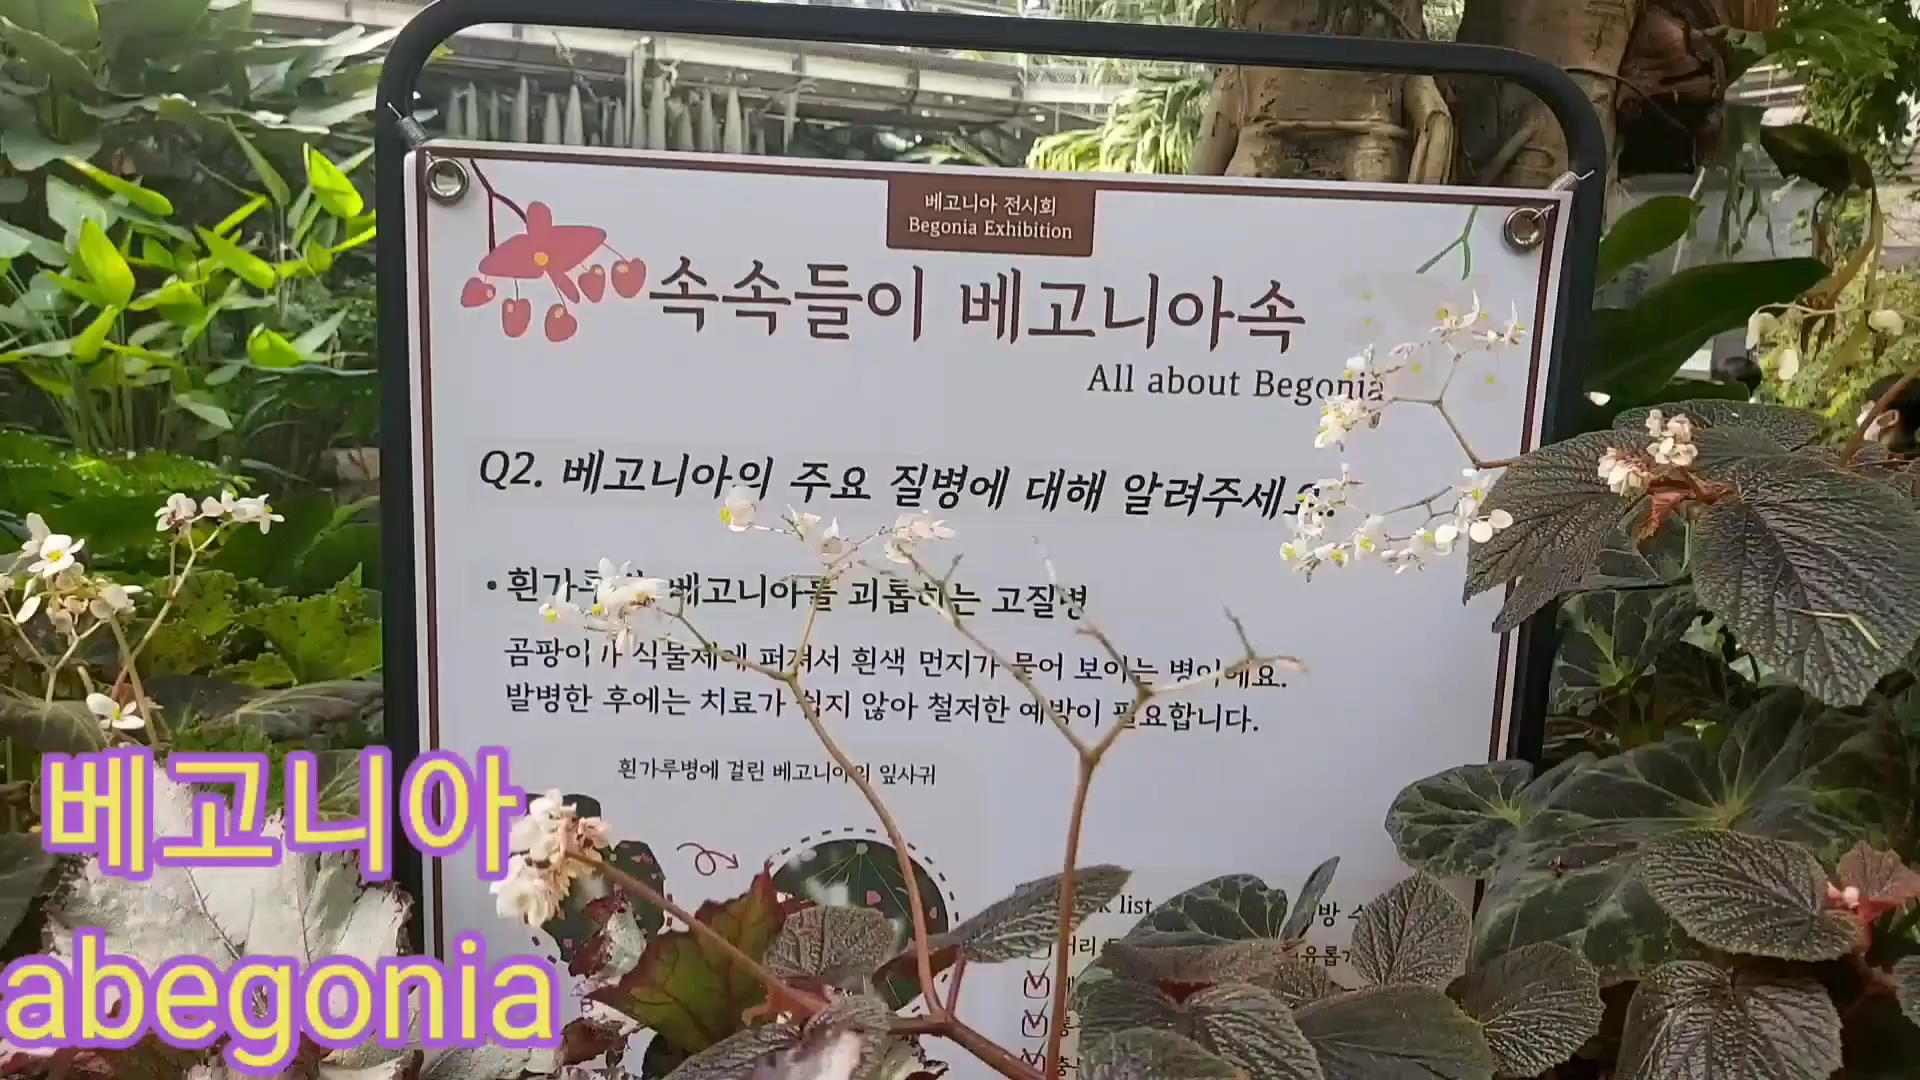 베고니아 전시회
Begonia Exhibition
속속들이 베고니아속
All about Begonia
Q2. 베고니아의 주요 질병에 대해 알려주세요.
• 베고니아를 괴롭히는 고질병
곰팡이가 식물체에 퍼져서 흰색 먼지가 묻어 보이는 병이에요.
발병한 후에는 치료가 쉽지 않아 철저한 예방이 필요합니다.
흰가루병에 걸린 베고니아의 잎사귀
list
베고니아
abegonia